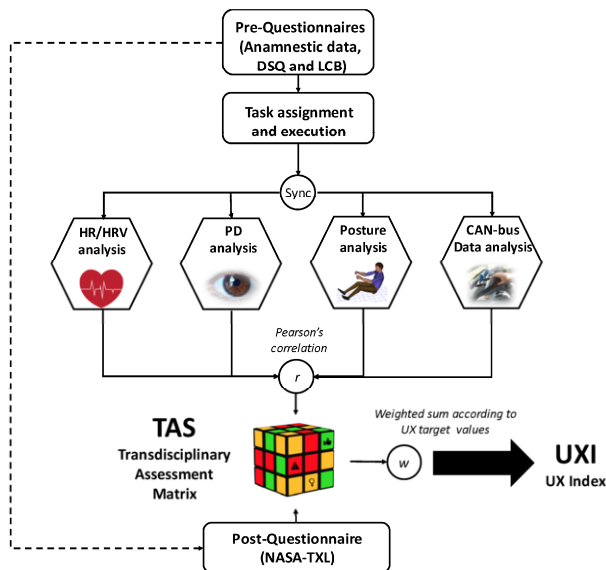 Pre-Questionnaires
(Anamnestic data,
DSQ and LCB)
Task assignment
and execution
Sync
HR/HRV
analysis
PD
analysis
Posture
analysis
CAN-bus
Data analysis
Pearson's
correlation
r
TAS
Transdisciplinary
Assessment
Matrix
Weighted sum according to
UX target values
w
UXI
UX Index
Post-Questionnaire
(NASA-TXL)